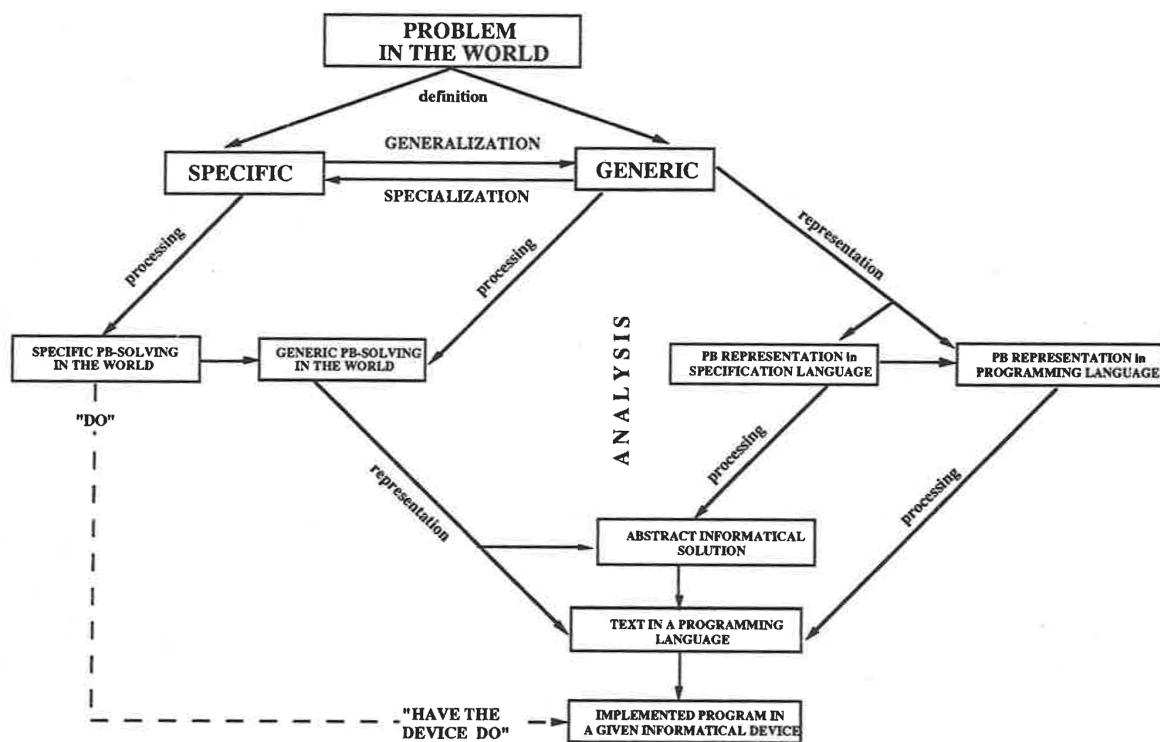 PROBLEM
IN THE WORLD
definition
GENERALIZATION
SPECIFIC
GENERIC
SPECIALIZATION
processing
processing
representation
SPECIFIC PB-SOLVING
IN THE WORLD
GENERIC PB-SOLVING
IN THE WORLD
ANALYSIS
PB REPRESENTATION in
SPECIFICATION LANGUAGE
PB REPRESENTATION in
PROGRAMMING LANGUAGE
"DO"
representation
processing
processing
ABSTRACT INFORMATICAL
SOLUTION
TEXT IN A PROGRAMMING
LANGUAGE
"HAVE THE
DEVICE DO"
IMPLEMENTED PROGRAM IN
A GIVEN INFORMATICAL DEVICE